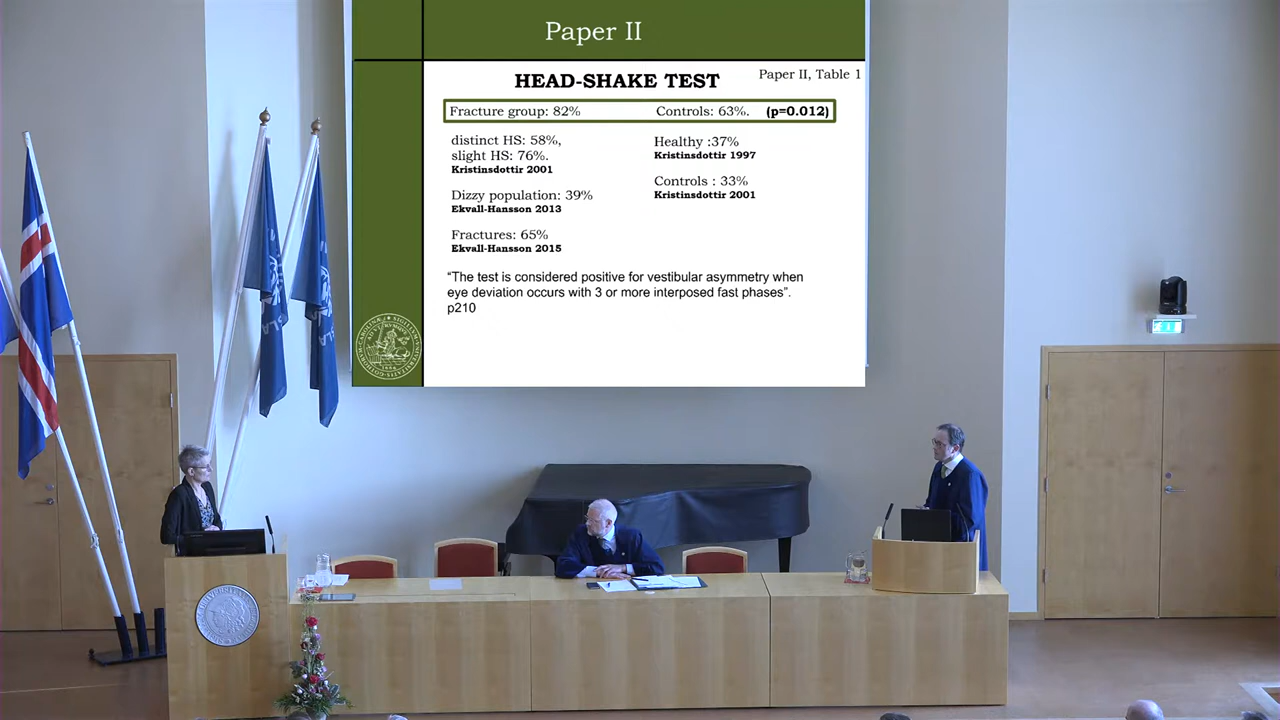 Paper II
HEAD-SHAKE TEST
Paper II, Table 1
Fracture group: 82% Controls: 63%. (p=0.012)
distinct HS: 58%,
slight HS: 76%.
Kristinsdottir 2001
Healthy :37%
Kristinsdottir 1997
Controls : 33%
Kristinsdottir 2001
Dizzy population: 39%
Ekvall-Hansson 2013
Fractures: 65%
Ekvall-Hansson 2015
“The test is considered positive for vestibular asymmetry when
eye deviation occurs with 3 or more interposed fast phases”.
p210